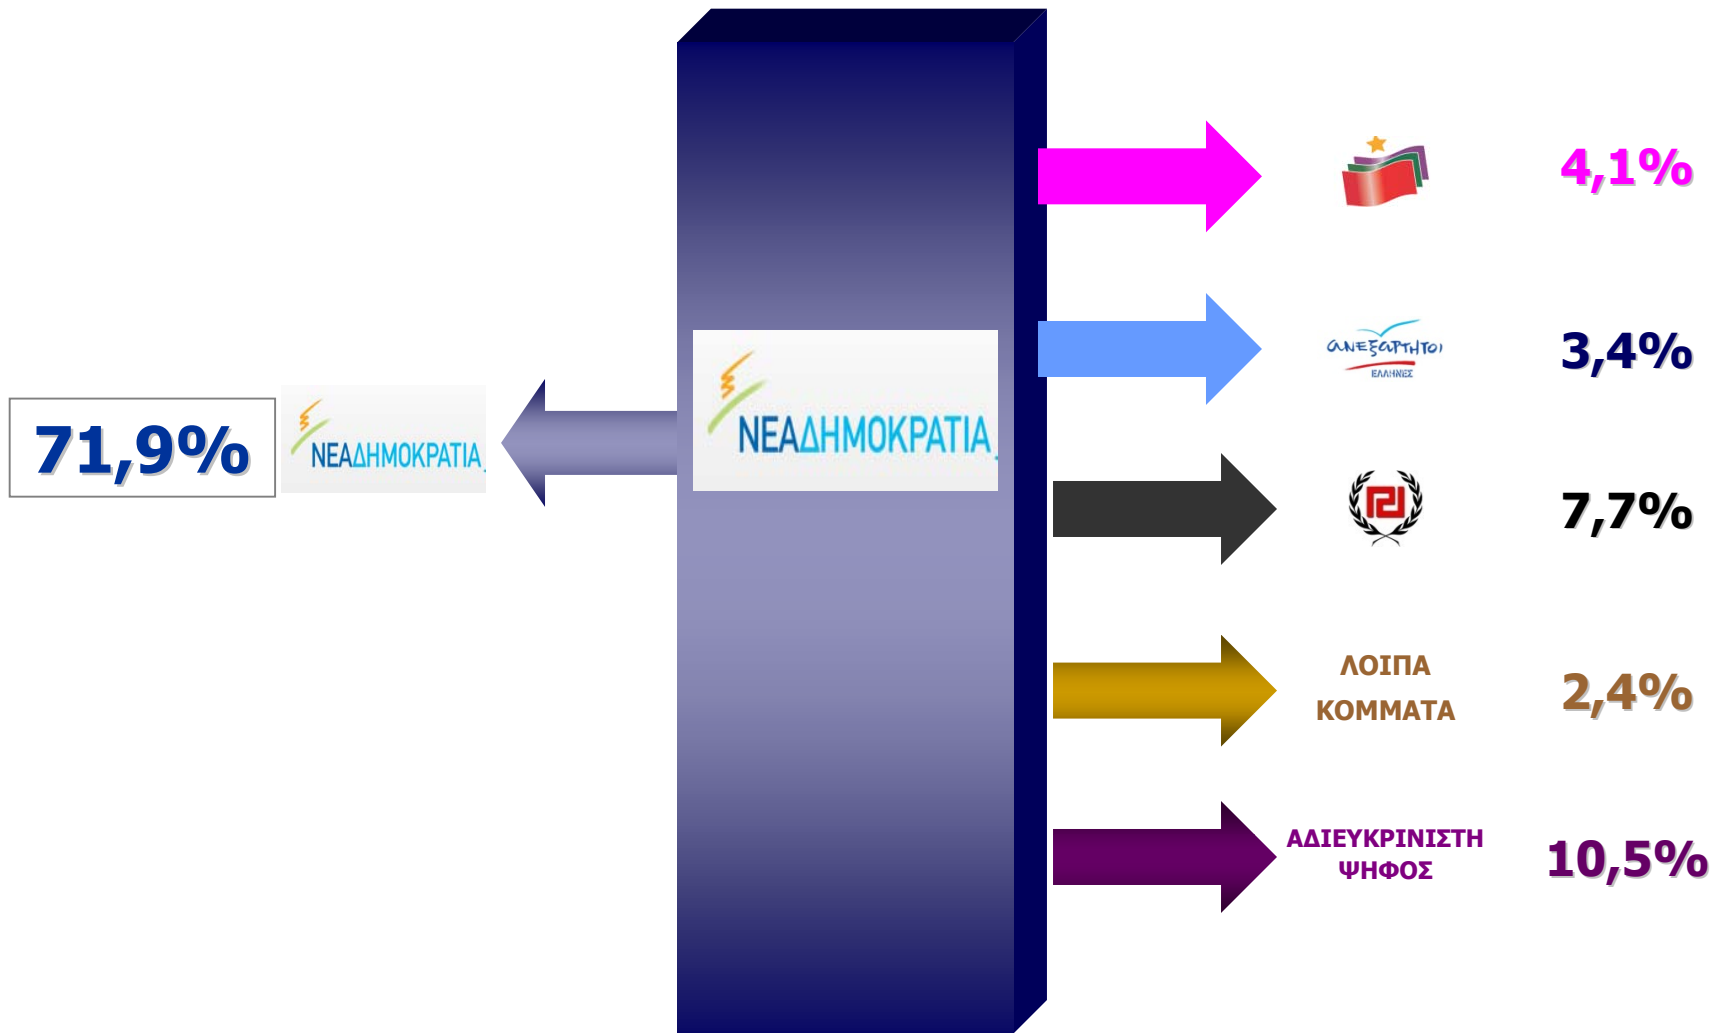 4,1%
ανεξαρτητοι
ΕΛΛΗΝΕΣ
3,4%
71,9%
ΝΕΑΔΗΜΟΚΡΑΤΙΑ
ΝΕΑΔΗΜΟΚΡΑΤΙΑ
7,7%
ΛΟΙΠΑ
ΚΟΜΜΑΤΑ
2,4%
ΑΔΙΕΥΚΡΙΝΙΣΤΗ
ΨΗΦΟΣ
10,5%